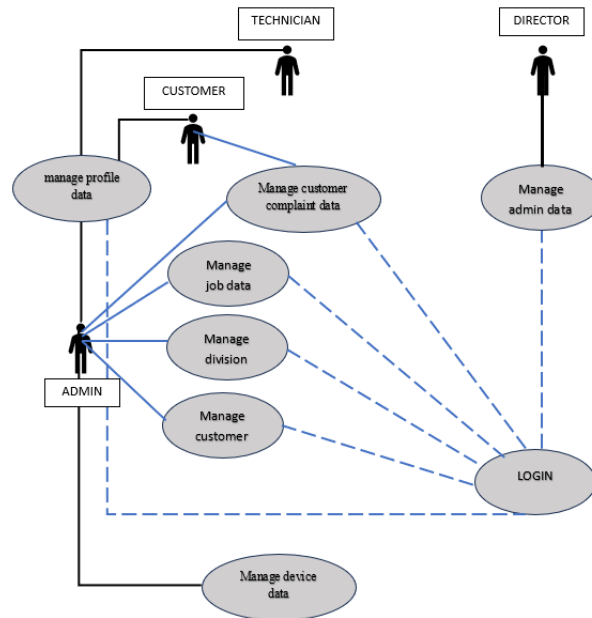 TECHNICIAN
DIRECTOR
CUSTOMER
manage profile
data
Manage customer
complaint data
Manage
admin data
Manage
job data
Manage
division
ADMIN
Manage
customer
LOGIN
Manage device
data